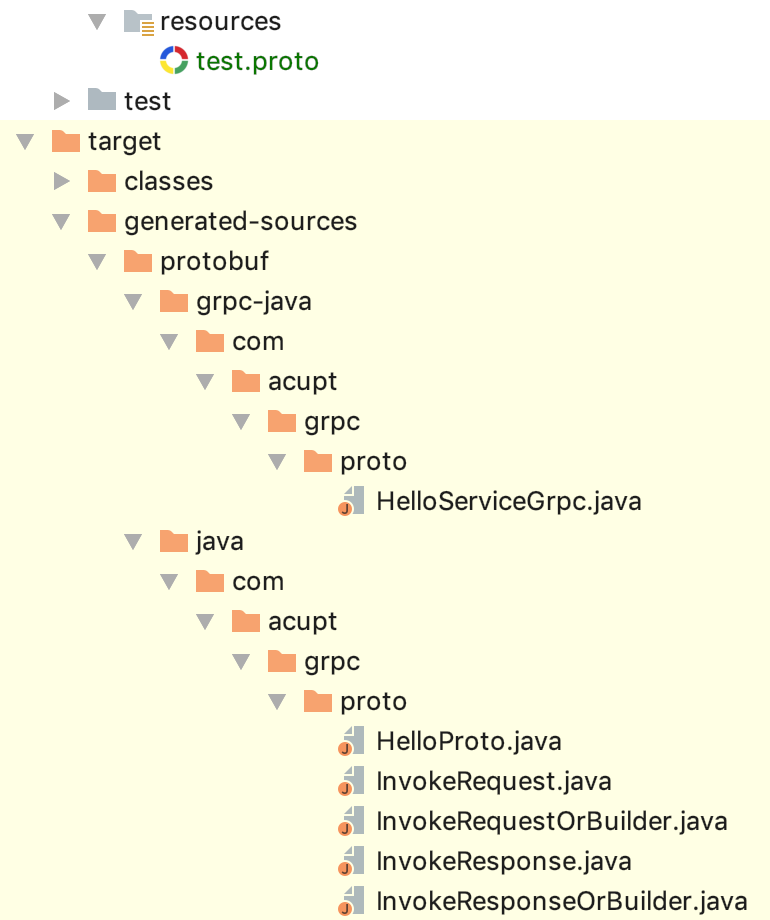 resources
test.proto
test
target
classes
generated-sources
protobuf
grpc-java
com
acupt
grpc
proto
HelloServiceGrpc.java
java
com
acupt
grpc
proto
HelloProto.java
InvokeRequest.java
InvokeRequestOrBuilder.java
InvokeResponse.java
InvokeResponseOrBuilder.java